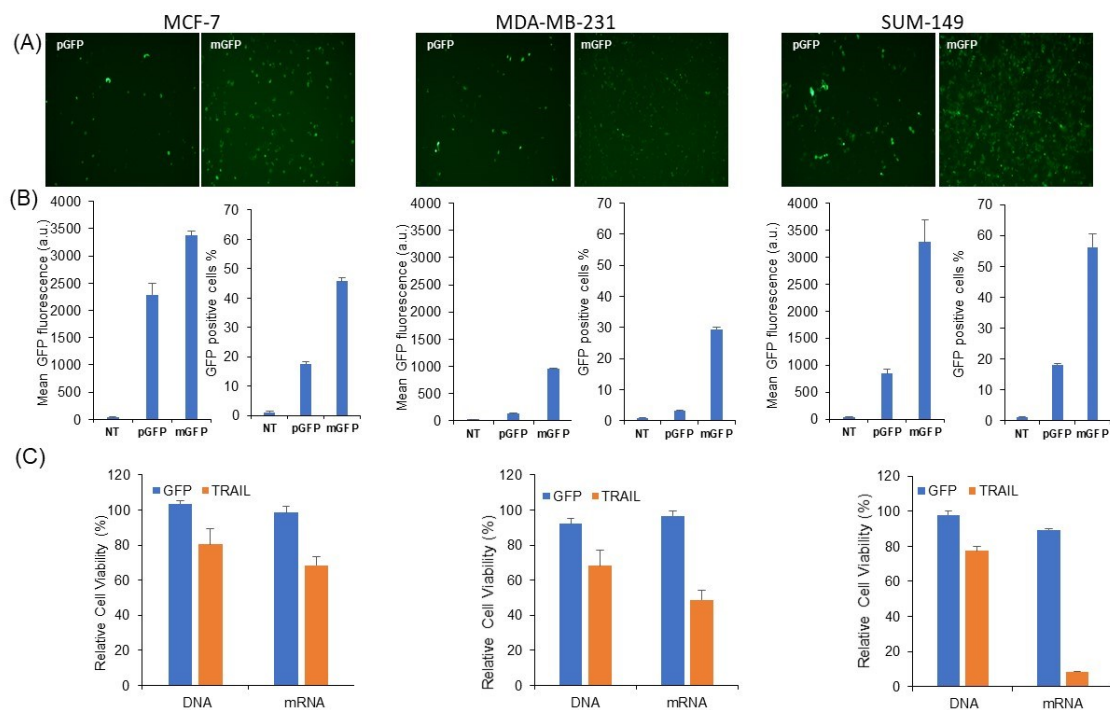 MCF-7
MDA-MB-231
SUM-149
(A)
pGFP
mGFP
pGFP
mGFP
pGFP
mGFP
(B)
Mean GFP fluorescence (a.u.)
4000
3500
3000
2500
2000
1500
1000
500
0
NT pGFP mGFP
GFP positive cells %
70
60
50
40
30
20
10
0
NT pGFP mGFP
Mean GFP fluorescence (a.u.)
4000
3500
3000
2500
2000
1500
1000
500
0
NT pGFP mGFP
GFP positive cells %
70
60
50
40
30
20
10
0
NT pGFP mGFP
Mean GFP fluorescence (a.u.)
4000
3500
3000
2500
2000
1500
1000
500
0
NT pGFP mGFP
GFP positive cells %
70
60
50
40
30
20
10
0
NT pGFP mGFP
(C)
Relative Cell Viability (%)
120
100
80
60
40
20
0
GFP TRAIL
DNA mRNA
Relative Cell Viability (%)
120
100
80
60
40
20
0
GFP TRAIL
DNA mRNA
Relative Cell Viability (%)
120
100
80
60
40
20
0
GFP TRAIL
DNA mRNA